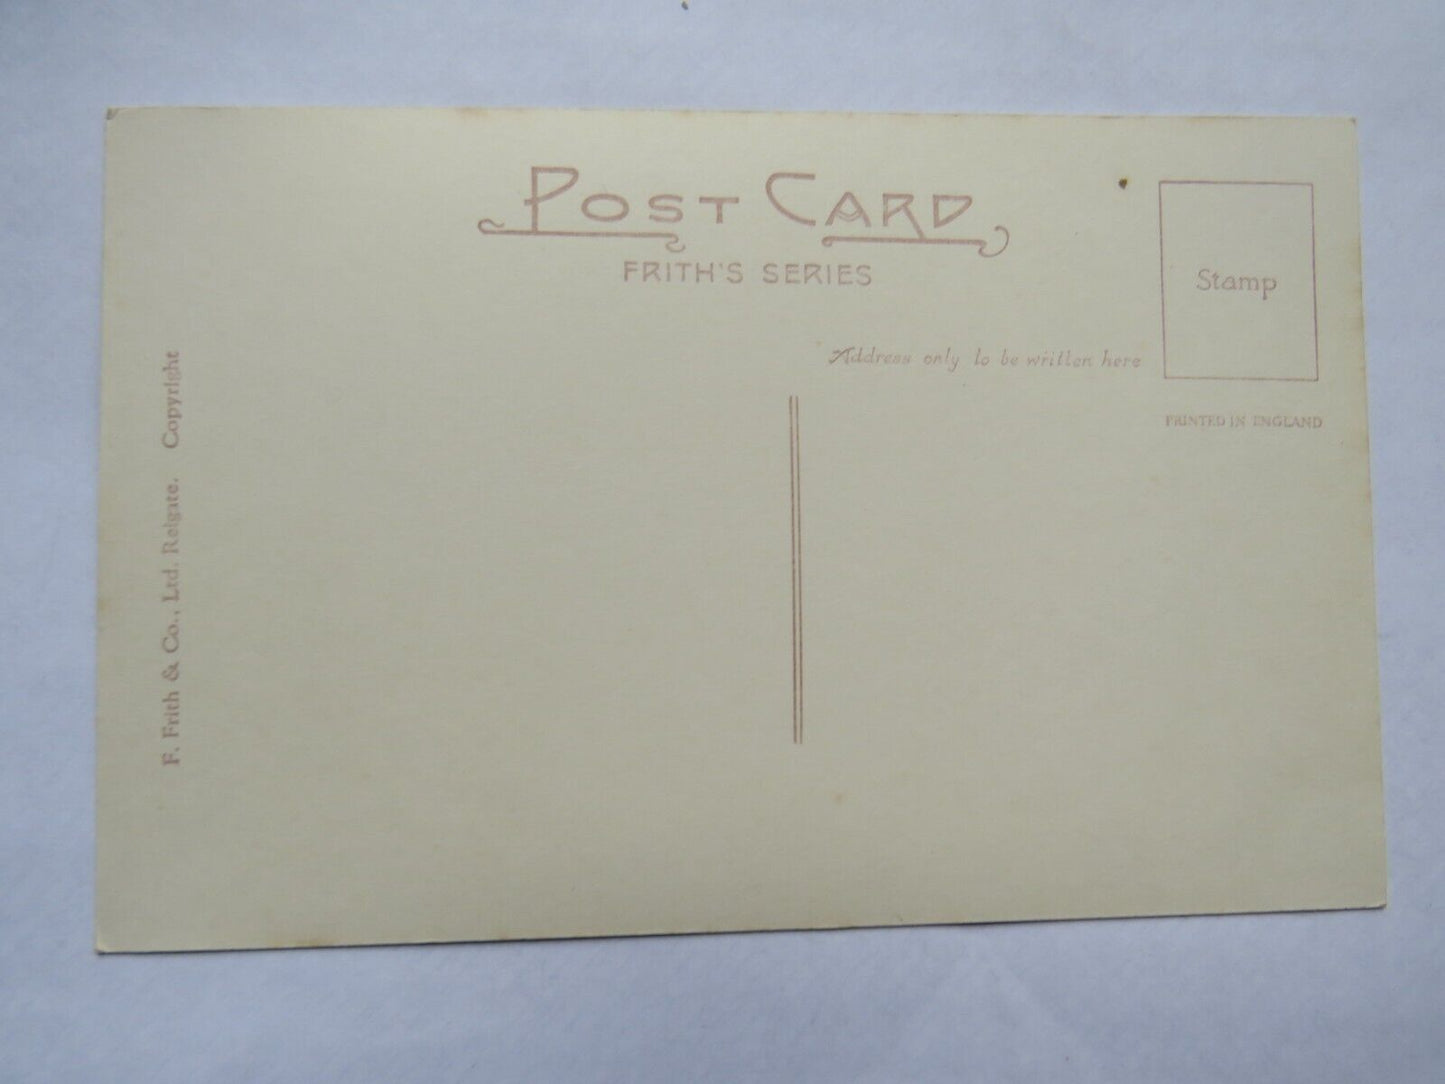 POST CARD
FRITH'S SERIES
Stamp
Address only to be written here
PRINTED IN ENGLAND
F. Frith & Co., Ltd. Reigate. Copyright